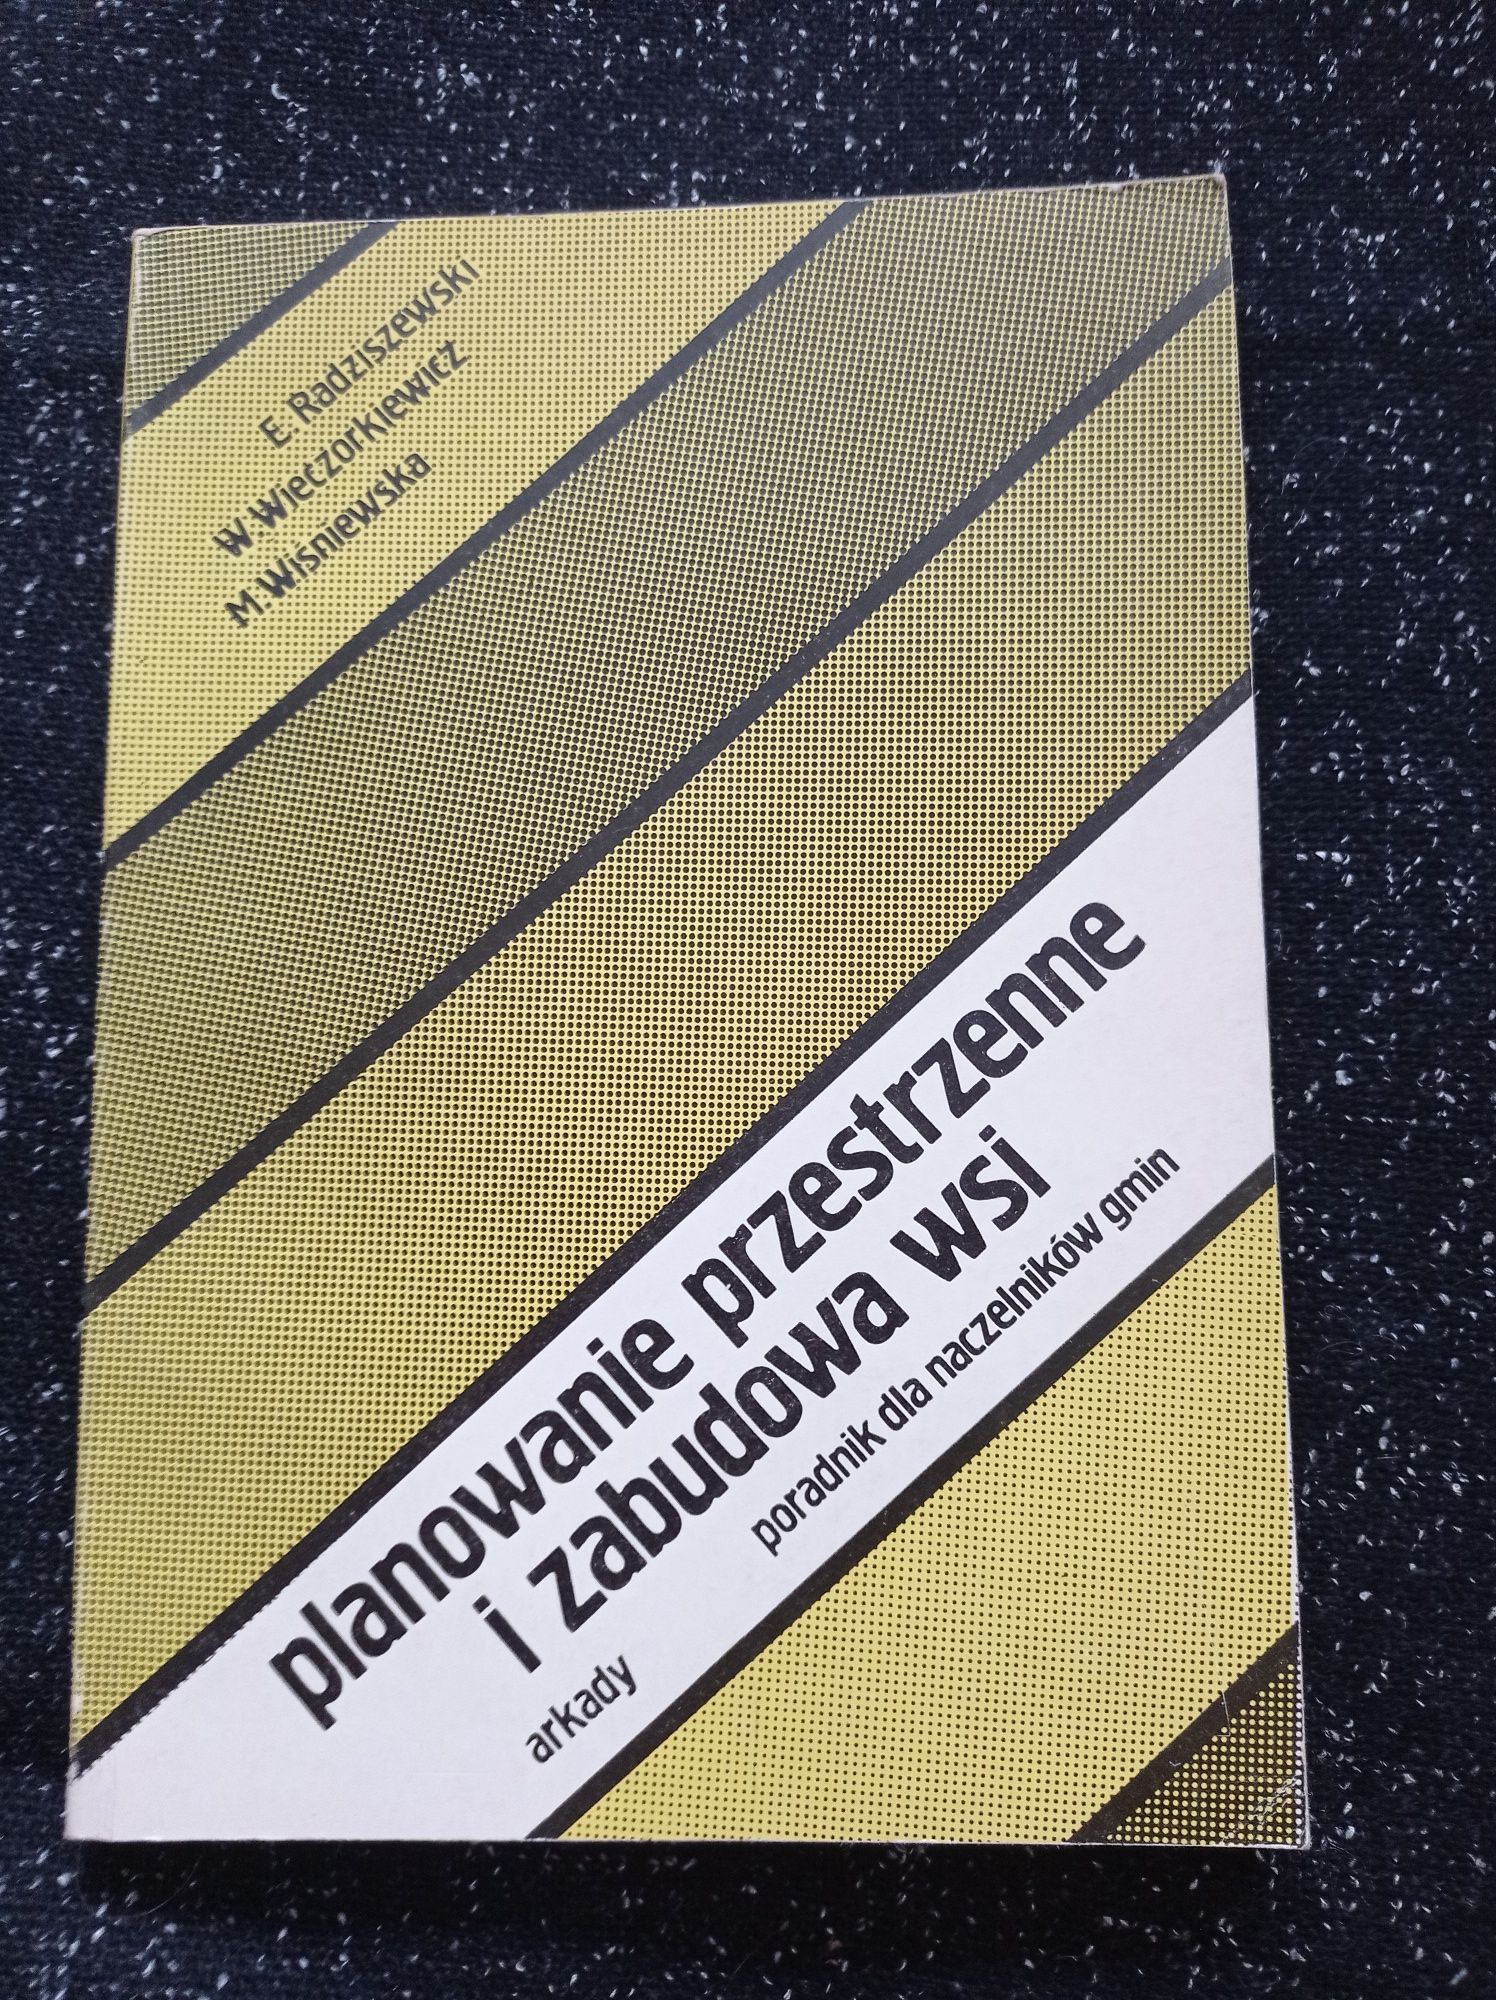 E. Radziszewski
W. Wieczorkiewicz
M. Wiśniewska
planowanie przestrzenne
i zabudowa wsi
poradnik dla naczelników gmin
arkady